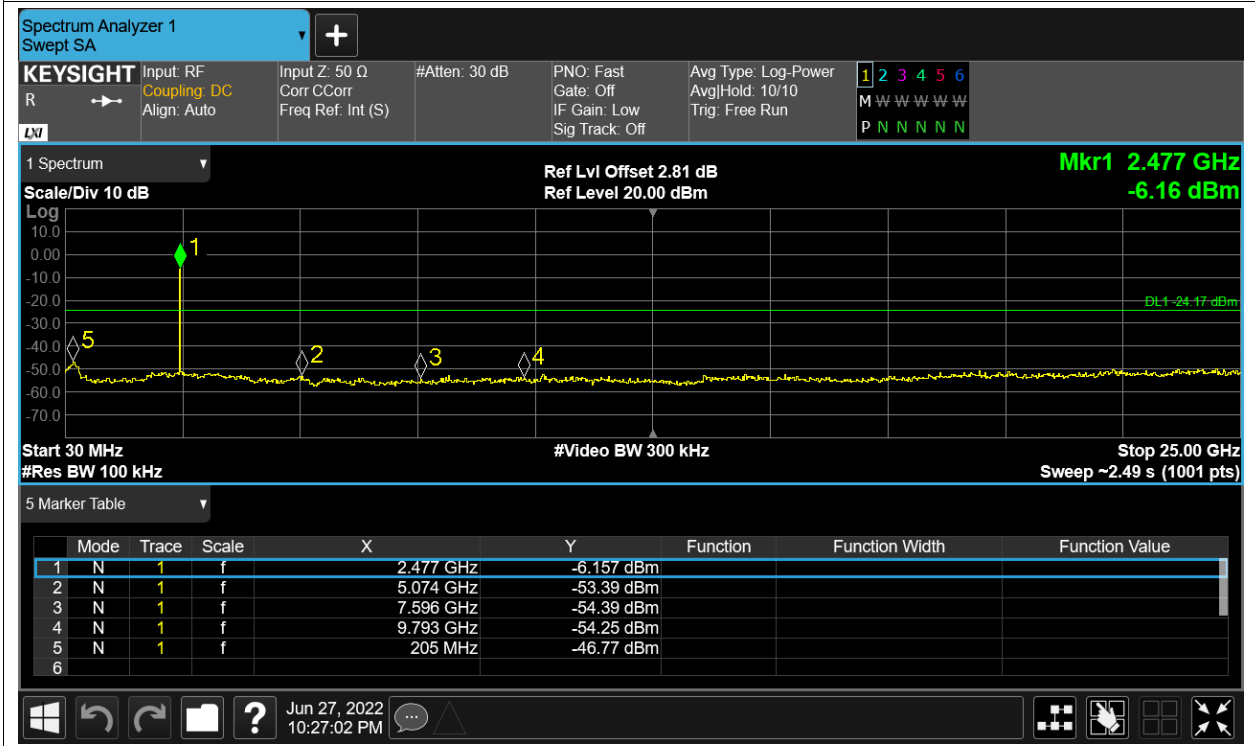 Spectrum Analyzer 1
Swept SA
+
KEYSIGHT
R
LXI
Input: RF
Coupling: DC
Align: Auto
Input Z: 50 Ω
Corr CCorr
Freq Ref: Int (S)
#Atten: 30 dB
PNO: Fast
Gate: Off
IF Gain: Low
Sig Track: Off
Avg Type: Log-Power
Avg|Hold: 10/10
Trig: Free Run
1 2 3 4 5 6
M W W W W W
P N N N N N
1 Spectrum
Scale/Div 10 dB
Ref Lvl Offset 2.81 dB
Ref Level 20.00 dBm
Mkr1 2.477 GHz
-6.16 dBm
Log
10.0
0.00
-10.0
-20.0
-30.0
-40.0
-50.0
-60.0
-70.0
1
DL1 -24.17 dBm
5
2
3
4
Start 30 MHz
#Res BW 100 kHz
#Video BW 300 kHz
Stop 25.00 GHz
Sweep ~2.49 s (1001 pts)
5 Marker Table
Mode Trace Scale X Y Function Function Width Function Value
1 N 1 f 2.477 GHz -6.157 dBm
2 N 1 f 5.074 GHz -53.39 dBm
3 N 1 f 7.596 GHz -54.39 dBm
4 N 1 f 9.793 GHz -54.25 dBm
5 N 1 f 205 MHz -46.77 dBm
6
?
Jun 27, 2022
10:27:02 PM